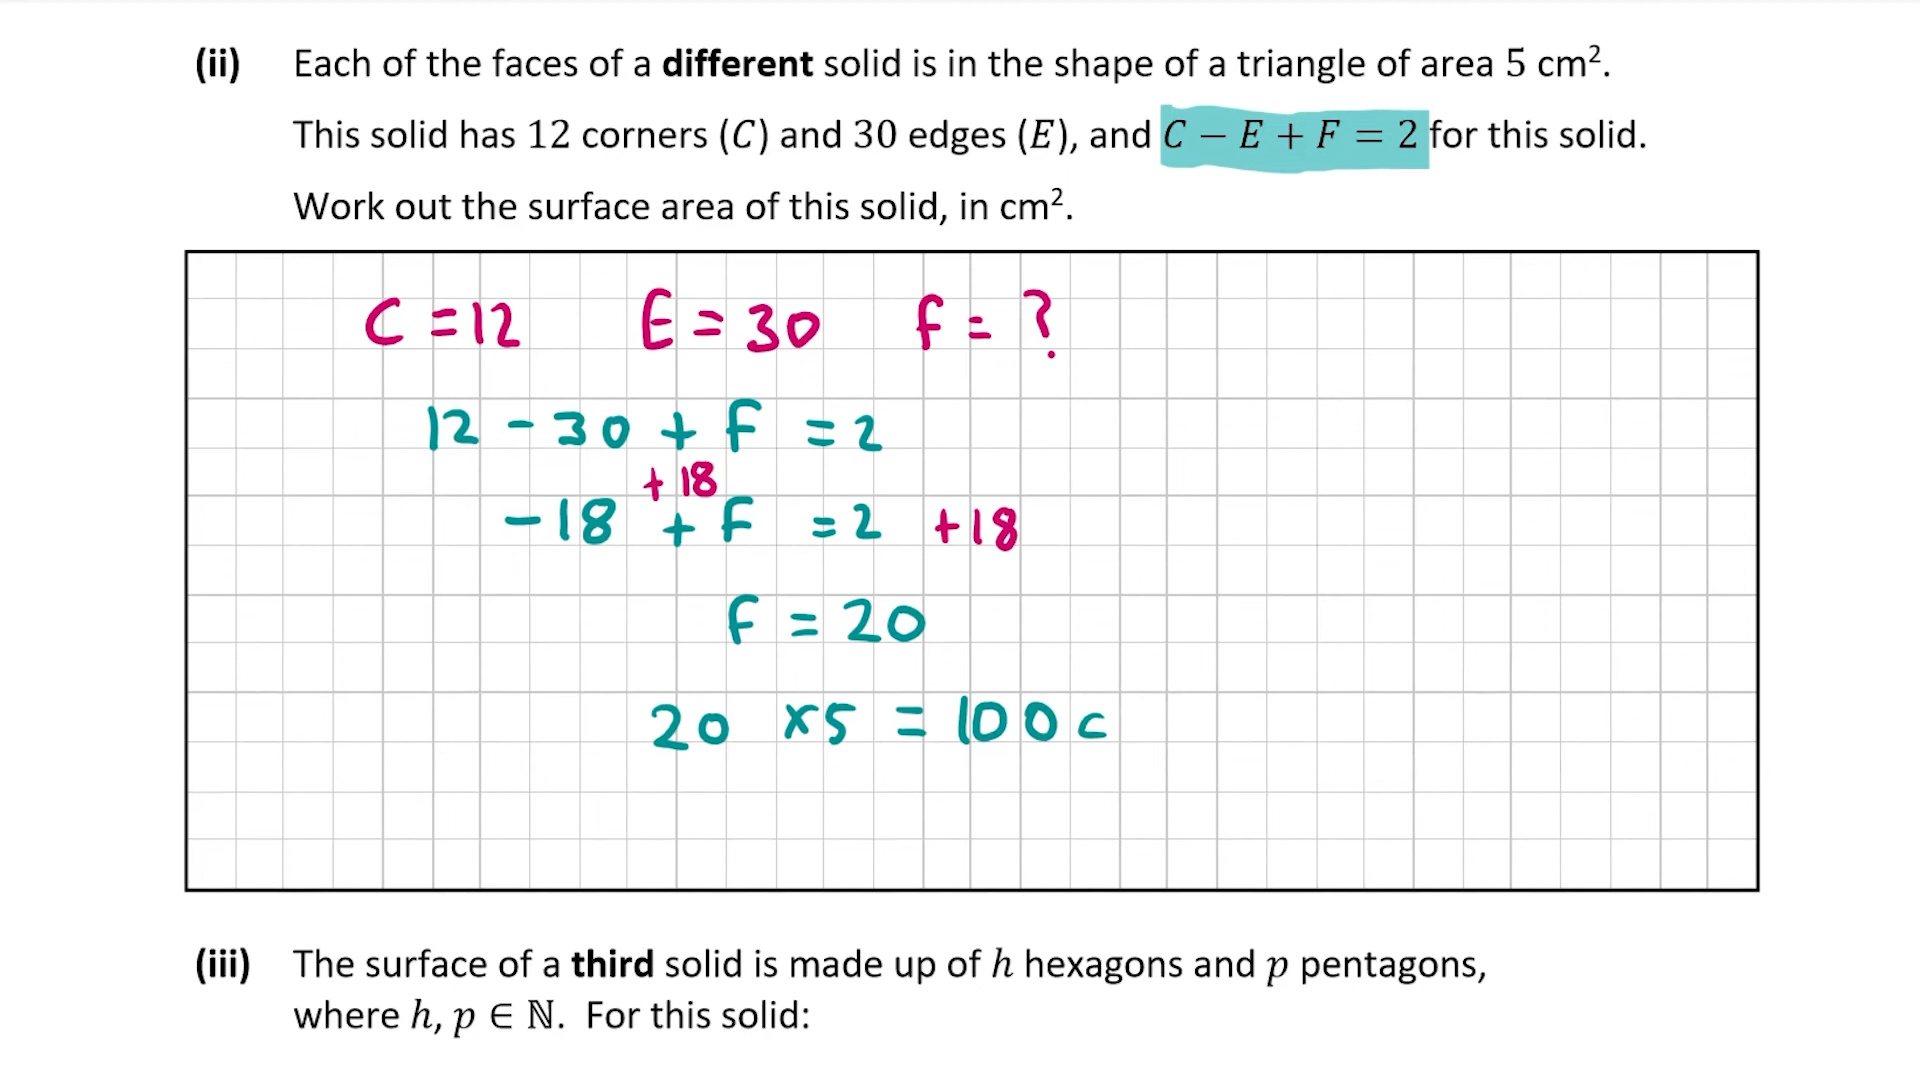 (ii) Each of the faces of a different solid is in the shape of a triangle of area 5 cm².
This solid has 12 corners (C) and 30 edges (E), and C − E + F = 2 for this solid.
Work out the surface area of this solid, in cm².
C = 12 E = 30 F = ?
12 - 30 + F = 2
+ 18
- 18 + F = 2 + 18
F = 20
20 × 5 = 100 c
(iii) The surface of a third solid is made up of h hexagons and p pentagons,
where h, p ∈ ℕ. For this solid: